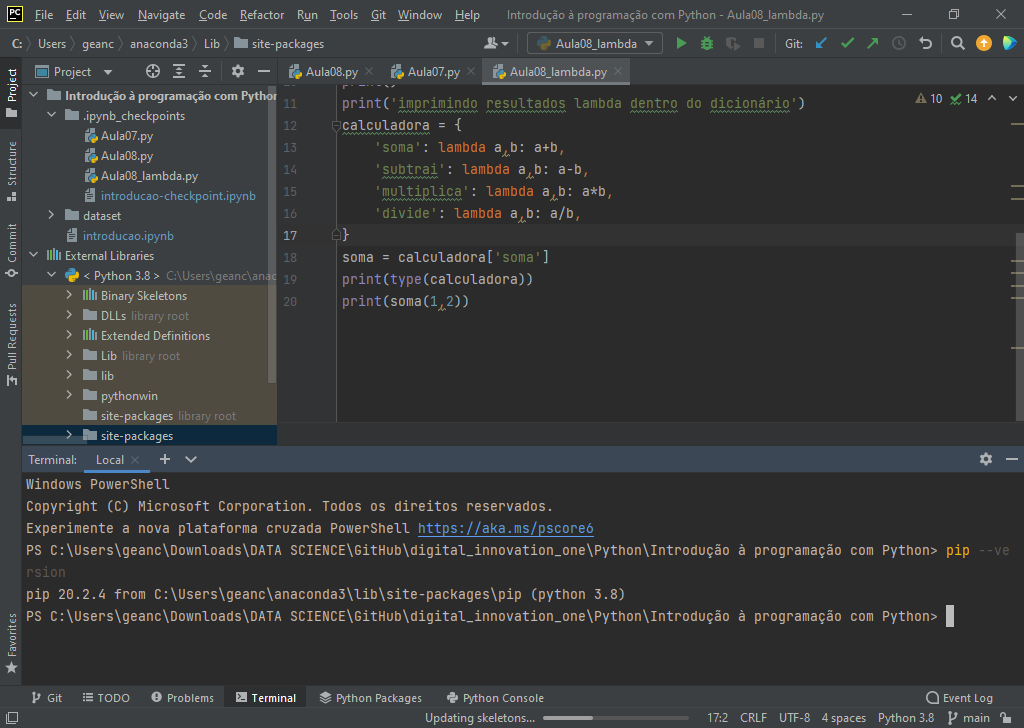 PC File Edit View Navigate Code Refactor Run Tools Git Window Help Introdução à programação com Python - Aula08_lambda.py
C: Users geanc anaconda3 Lib site-packages Aula08_lambda Git:
Project Aula08.py Aula07.py Aula08_lambda.py
Project
Structure
Commit
Pull Requests
Favorites
Introdução à programação com Python
.ipynb_checkpoints
Aula07.py
Aula08.py
Aula08_lambda.py
introducao-checkpoint.ipynb
dataset
introducao.ipynb
External Libraries
< Python 3.8 > C:\Users\geanc\anac
Binary Skeletons
DLLs library root
Extended Definitions
Lib library root
lib
pythonwin
site-packages library root
site-packages
10 14
print()
11 print('imprimindo resultados lambda dentro do dicionário')
12 calculadora = {
13 'soma': lambda a,b: a+b,
14 'subtrai': lambda a,b: a-b,
15 'multiplica': lambda a,b: a*b,
16 'divide': lambda a,b: a/b,
17 }
18 soma = calculadora['soma']
19 print(type(calculadora))
20 print(soma(1,2))
Terminal: Local
Windows PowerShell
Copyright (C) Microsoft Corporation. Todos os direitos reservados.
Experimente a nova plataforma cruzada PowerShell https://aka.ms/pscore6
PS C:\Users\geanc\Downloads\DATA SCIENCE\GitHub\digital_innovation_one\Python\Introdução à programação com Python> pip --ve
rsion
pip 20.2.4 from C:\Users\geanc\anaconda3\lib\site-packages\pip (python 3.8)
PS C:\Users\geanc\Downloads\DATA SCIENCE\GitHub\digital_innovation_one\Python\Introdução à programação com Python>
Git TODO Problems Terminal Python Packages Python Console Event Log
Updating skeletons... 17:2 CRLF UTF-8 4 spaces Python 3.8 main